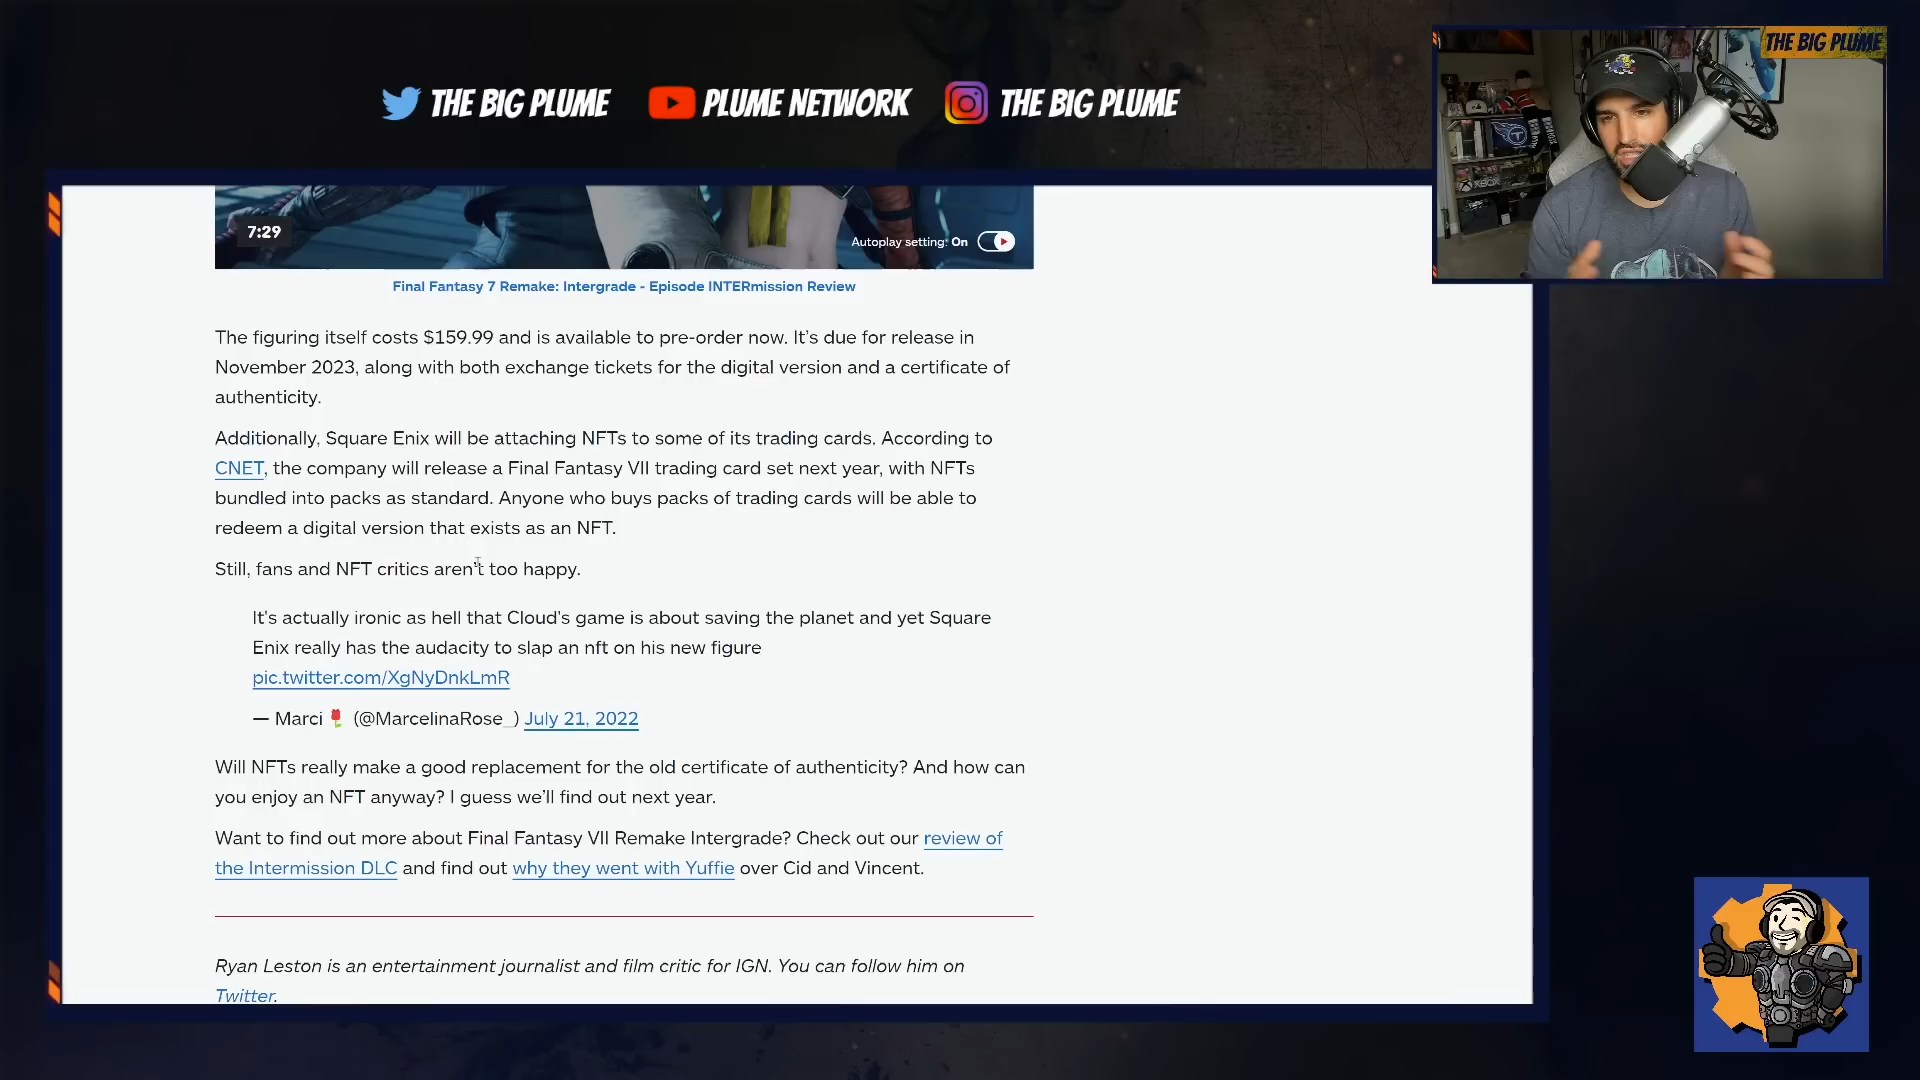 THE BIG PLUME
PLUME NETWORK
THE BIG PLUME
THE BIG PLUME
XBOX
7:29
Autoplay setting: On
Final Fantasy 7 Remake: Intergrade - Episode INTERmission Review
The figuring itself costs $159.99 and is available to pre-order now. It's due for release in
November 2023, along with both exchange tickets for the digital version and a certificate of
authenticity.
Additionally, Square Enix will be attaching NFTs to some of its trading cards. According to
CNET, the company will release a Final Fantasy VII trading card set next year, with NFTs
bundled into packs as standard. Anyone who buys packs of trading cards will be able to
redeem a digital version that exists as an NFT.
Still, fans and NFT critics aren't too happy.
It's actually ironic as hell that Cloud's game is about saving the planet and yet Square
Enix really has the audacity to slap an nft on his new figure
pic.twitter.com/XgNyDnkLmR
— Marci 🌹 (@MarcelinaRose_) July 21, 2022
Will NFTs really make a good replacement for the old certificate of authenticity? And how can
you enjoy an NFT anyway? I guess we'll find out next year.
Want to find out more about Final Fantasy VII Remake Intergrade? Check out our review of
the Intermission DLC and find out why they went with Yuffie over Cid and Vincent.
Ryan Leston is an entertainment journalist and film critic for IGN. You can follow him on
Twitter.